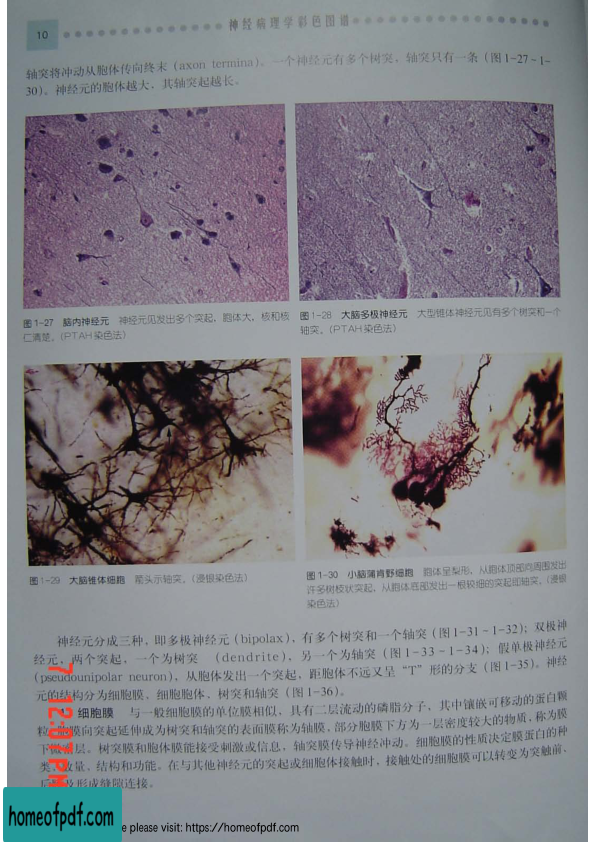 10
神经病理学彩色图谱
轴突将冲动从胞体传向终末 (axon termina)。一个神经元有多个树突，轴突只有一条 (图 1-27 ~ 1-
30)。神经元的胞体越大，其轴突起越长。
图 1-27 脑内神经元 神经元见发出多个突起，胞体大，核和核
仁清楚。(PTAH 染色法)
图 1-28 大脑多极神经元 大型锥体神经元见有多个树突和一个
轴突。(PTAH 染色法)
图 1-29 大脑锥体细胞 箭头示轴突。(浸银染色法)
图 1-30 小脑蒲肯野细胞 胞体呈梨形，从胞体顶部向周围发出
许多树枝状突起，从胞体底部发出一根较细的突起即轴突。(浸银
染色法)
神经元分成三种，即多极神经元 (bipolax)，有多个树突和一个轴突 (图 1-31 ~ 1-32)；双极神
经元，两个突起，一个为树突 (dendrite)，另一个为轴突 (图 1-33 ~ 1-34)；假单极神经元
(pseudounipolar neuron)，从胞体发出一个突起，距胞体不远又呈“T”形的分支 (图 1-35)。神经
元的结构分为细胞膜、细胞胞体、树突和轴突 (图 1-36)。
细胞膜 与一般细胞的单位膜相似，具有二层流动的磷脂分子，其中镶嵌可移动的蛋白颗
粒。膜向突起延伸成为树突和轴突的表面膜称为轴膜。部分胞膜下方为一层密度较大的物质，称为膜
下层。树突膜和胞体膜能接受刺激或信息，轴突膜传导神经冲动。细胞膜的性质决定膜蛋白的种
类、数量、结构和功能。在与其他神经元的突起或细胞体接触时，接触处的细胞膜可以转变为突触前、
及形成缝隙连接。
7 12:01 PM
homeofpdf.com
e please visit: https://homeofpdf.com